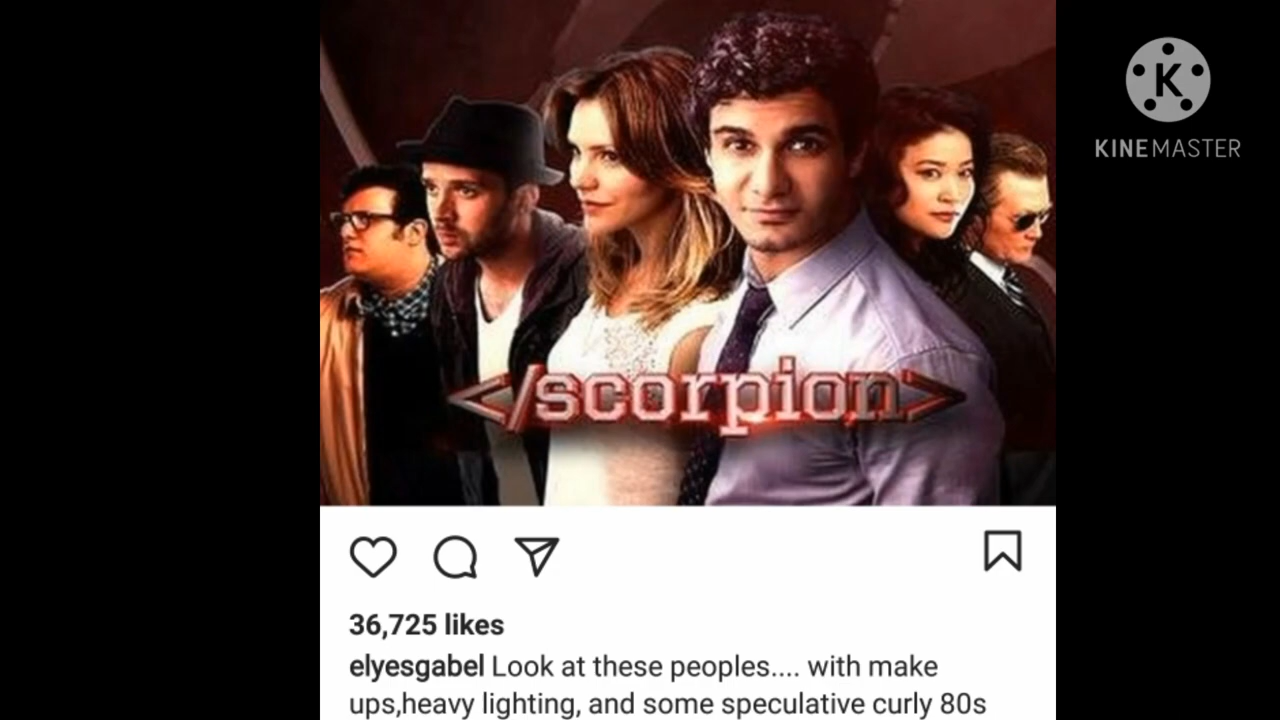 K
KINEMASTER
</scorpion>
36,725 likes
elyesgabel Look at these peoples.... with make
ups,heavy lighting, and some speculative curly 80s